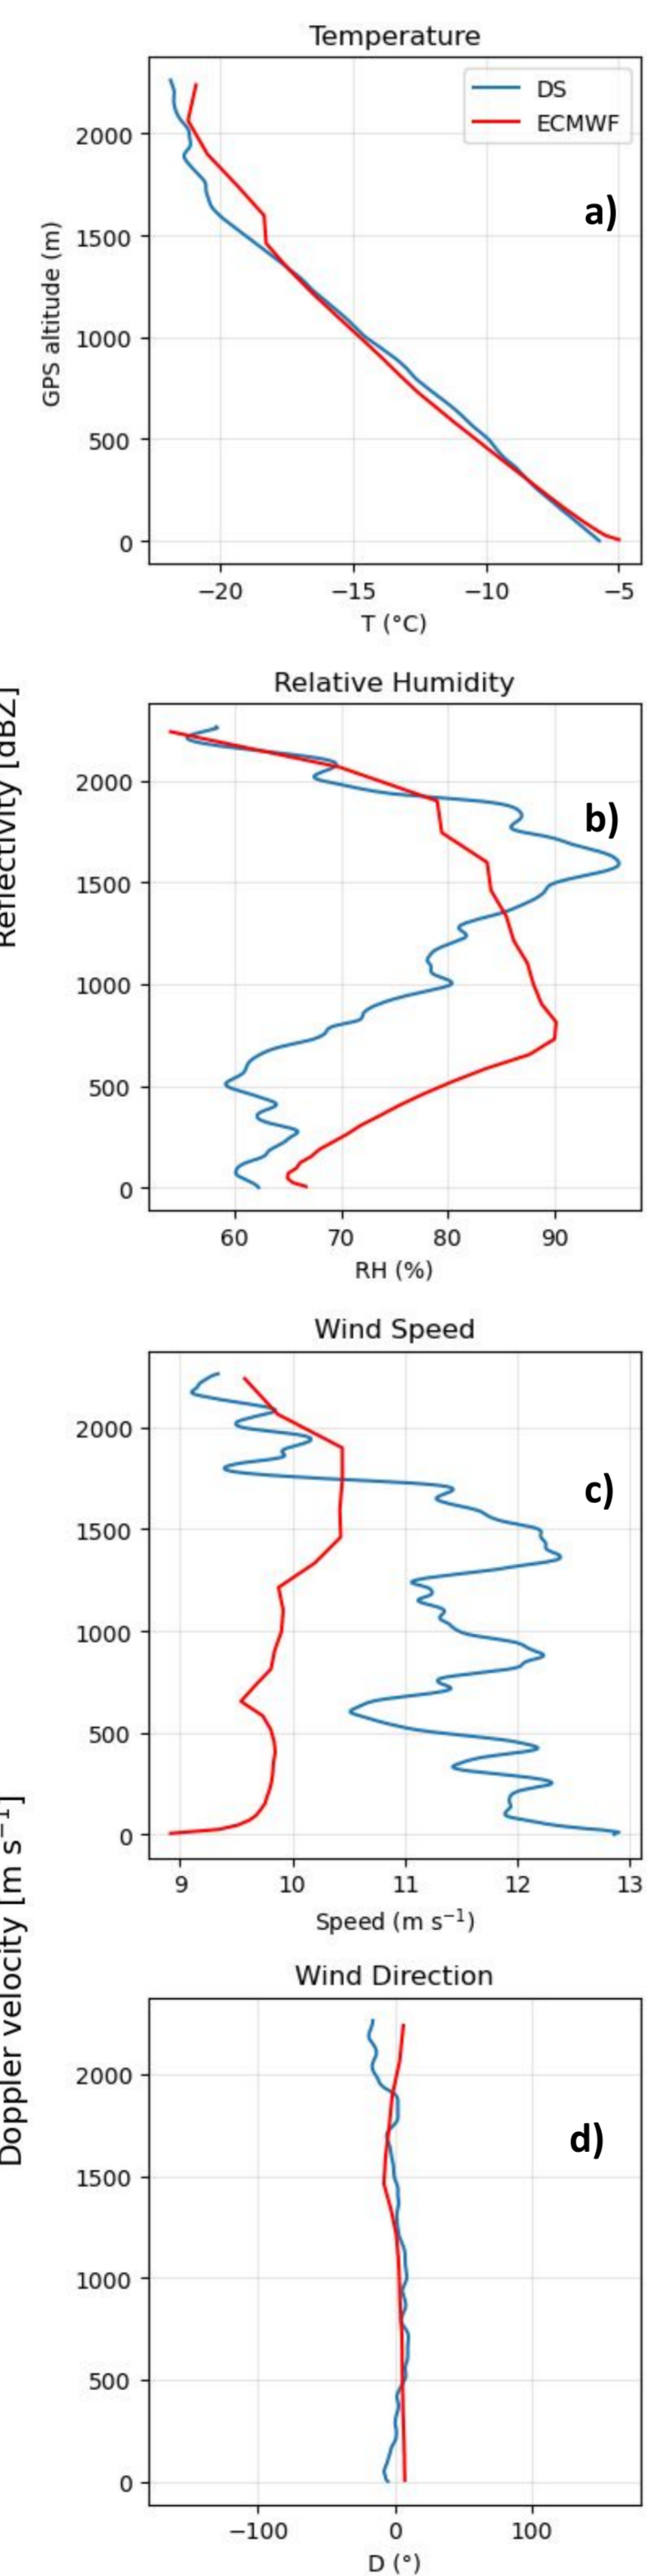 Temperature
DS
ECMWF
a)
GPS altitude (m)
2000
1500
1000
500
0
−20 −15 −10 −5
T (°C)
Relative Humidity
Reflectivity [dBZ]
b)
2000
1500
1000
500
0
60 70 80 90
RH (%)
Wind Speed
c)
2000
1500
1000
500
0
9 10 11 12 13
Speed (m s⁻¹)
Doppler velocity [m s⁻¹]
Wind Direction
d)
2000
1500
1000
500
0
−100 0 100
D (°)